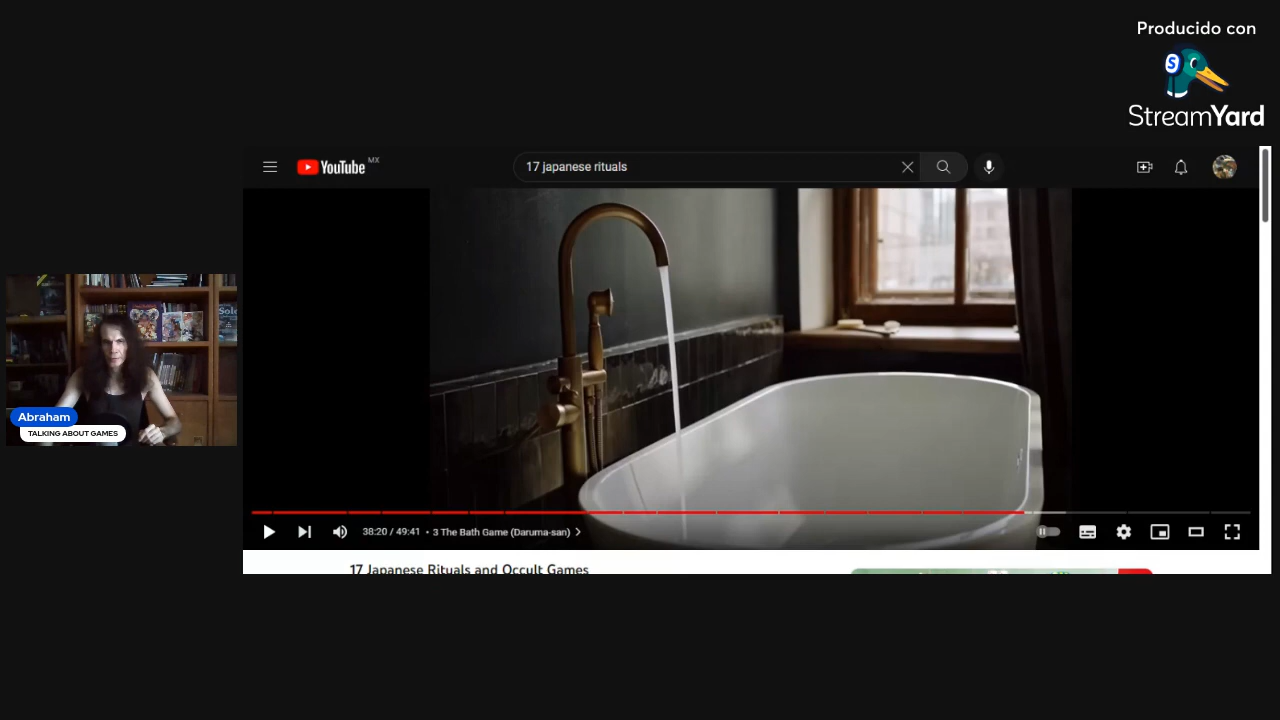 Producido con
StreamYard
YouTube MX
17 japanese rituals
Solo
Abraham
TALKING ABOUT GAMES
38:20 / 49:41 • 3 The Bath Game (Daruma-san)
17 Japanese Rituals and Occult Games